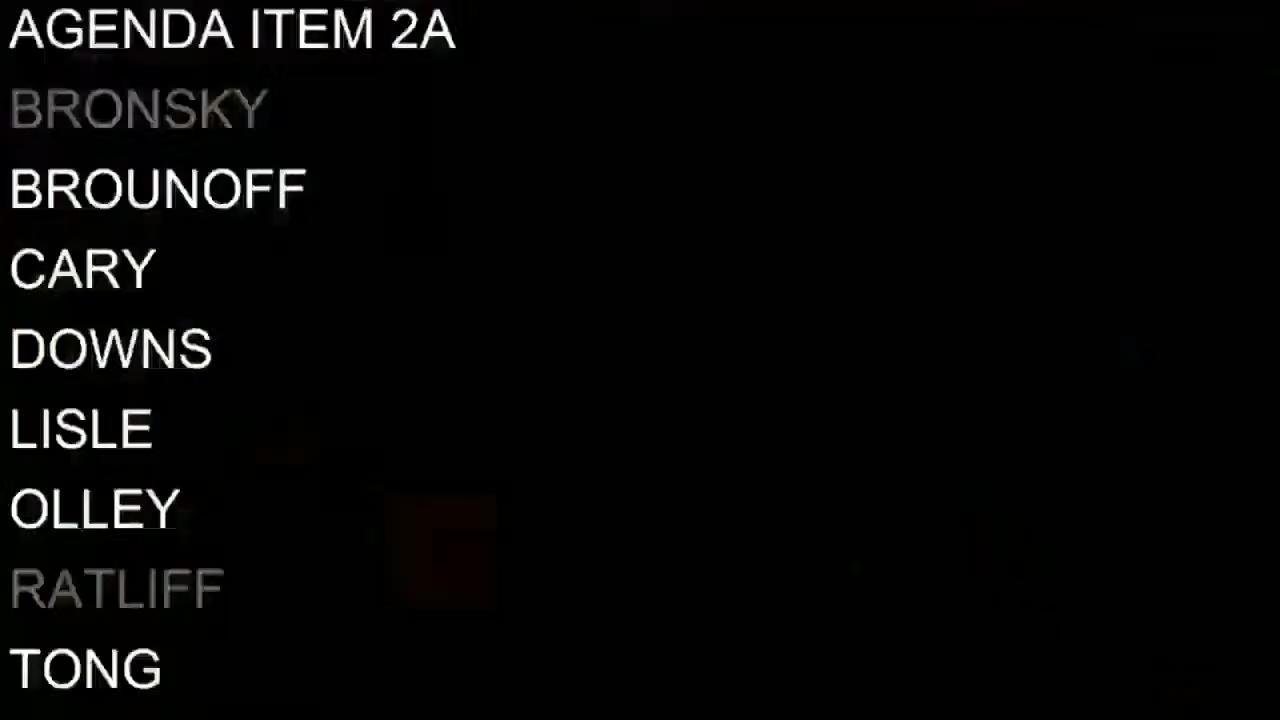 AGENDA ITEM 2A
BRONSKY
BROUNOFF
CARY
DOWNS
LISLE
OLLEY
RATLIFF
TONG